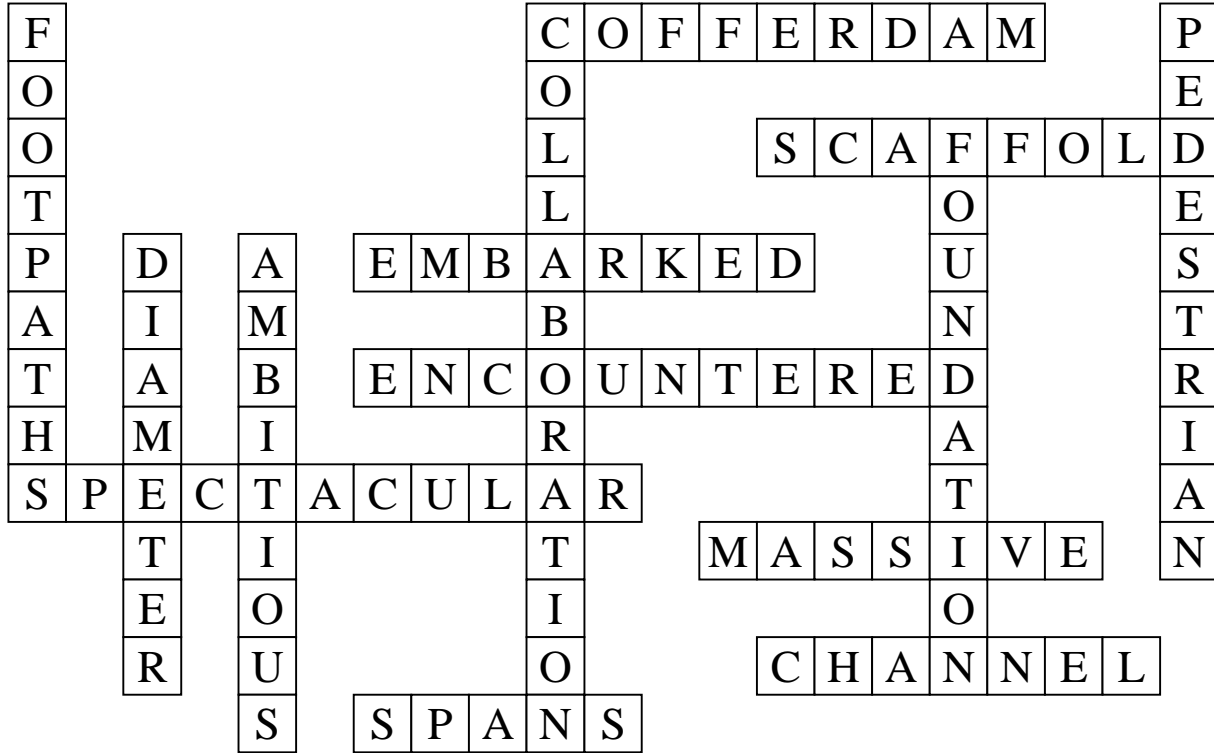 FOOTPATHS
COFFERDAM
COLLABORATION
PEDESTRIAN
SCAFFOLD
FOUNDATION
DIAMETER
AMBITIOUS
EMBARKED
ENCOUNTERED
SPECTACULAR
MASSIVE
CHANNEL
SPANS